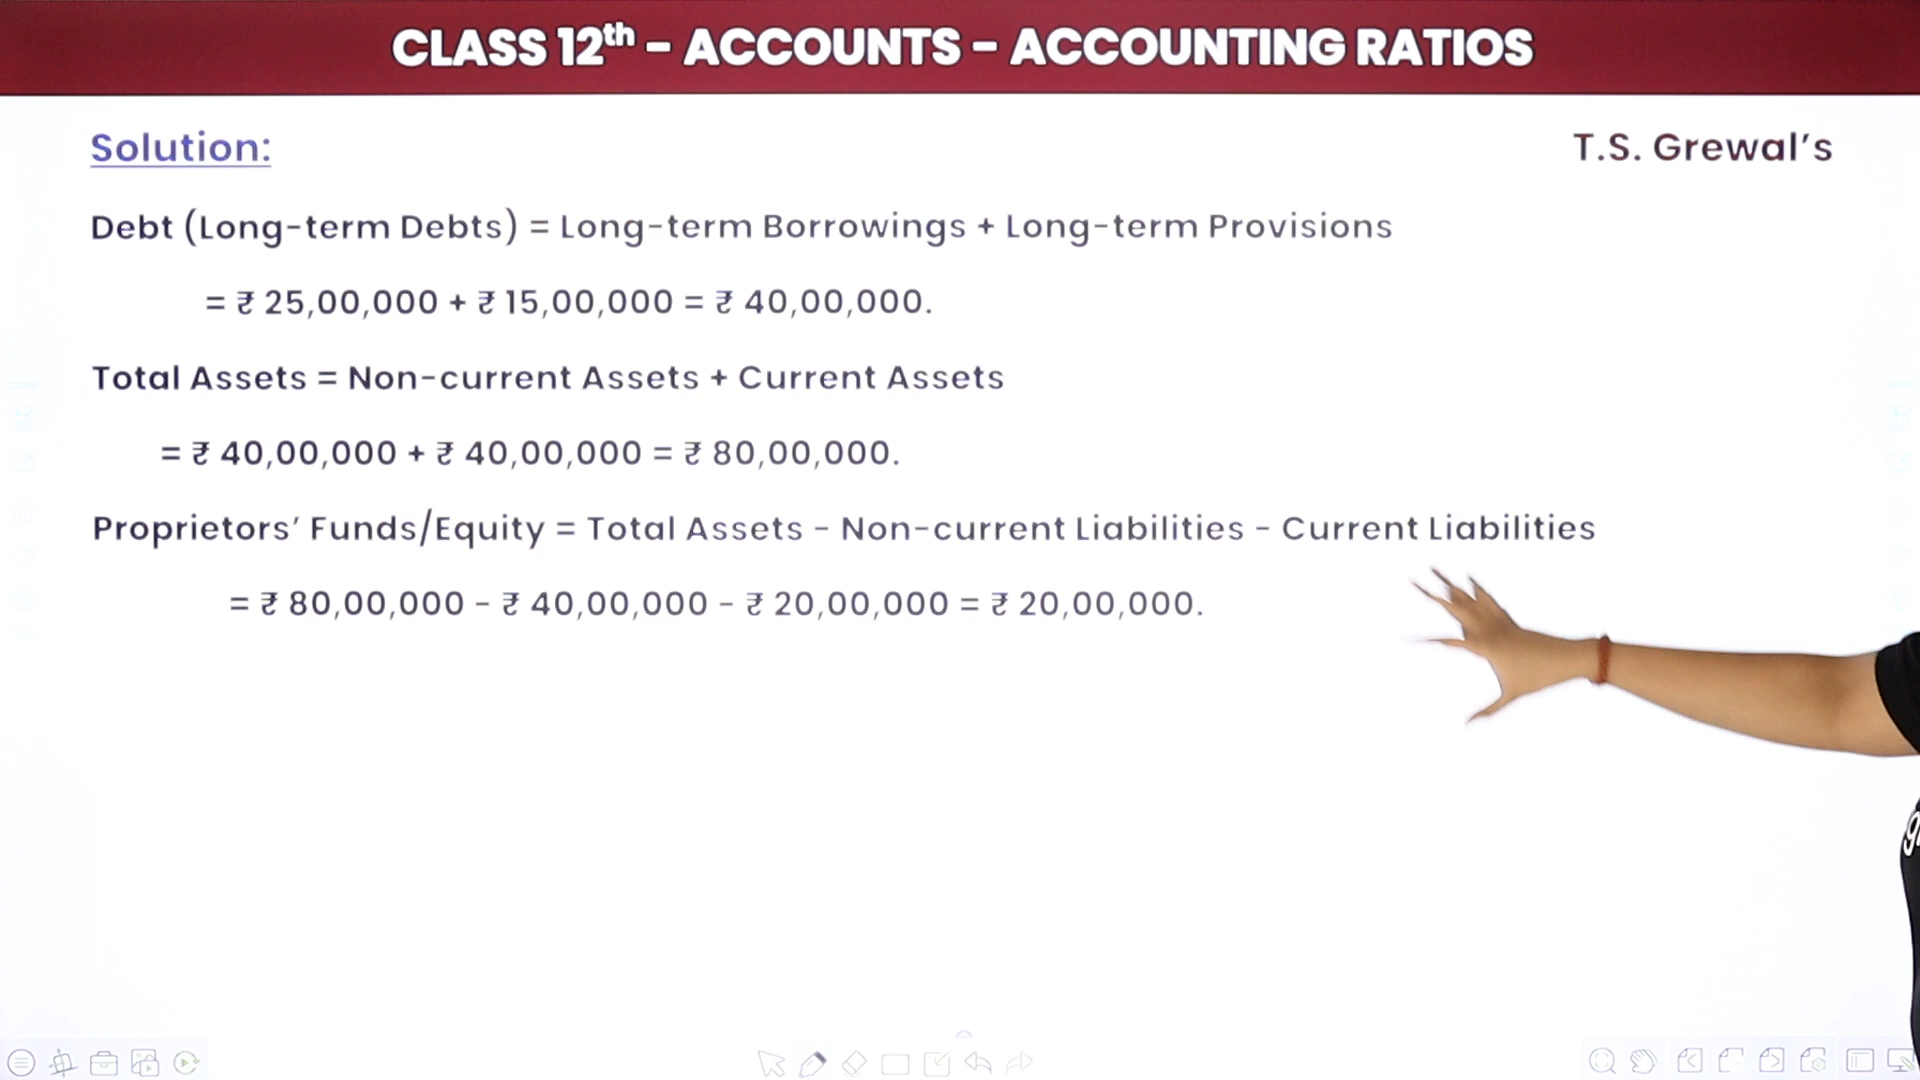 CLASS 12th – ACCOUNTS – ACCOUNTING RATIOS
Solution:
T.S. Grewal's
Debt (Long-term Debts) = Long-term Borrowings + Long-term Provisions
= ₹ 25,00,000 + ₹ 15,00,000 = ₹ 40,00,000.
Total Assets = Non-current Assets + Current Assets
= ₹ 40,00,000 + ₹ 40,00,000 = ₹ 80,00,000.
Proprietors' Funds/Equity = Total Assets - Non-current Liabilities - Current Liabilities
= ₹ 80,00,000 - ₹ 40,00,000 - ₹ 20,00,000 = ₹ 20,00,000.